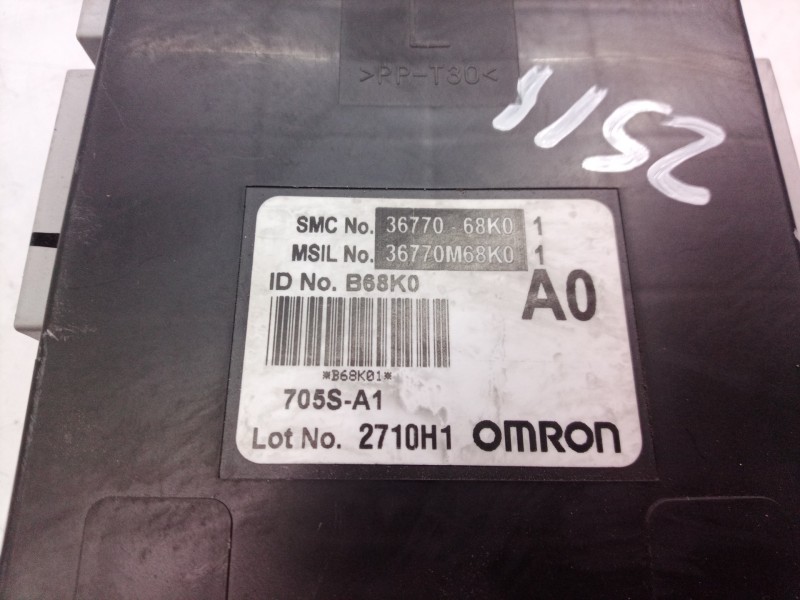 L
>PP-T30<
2511
SMC No. 36770-68K0 1
MSIL No. 36770M68K0 1
ID No. B68K0
A0
*B68K01*
705S-A1
Lot No. 2710H1 OMRON